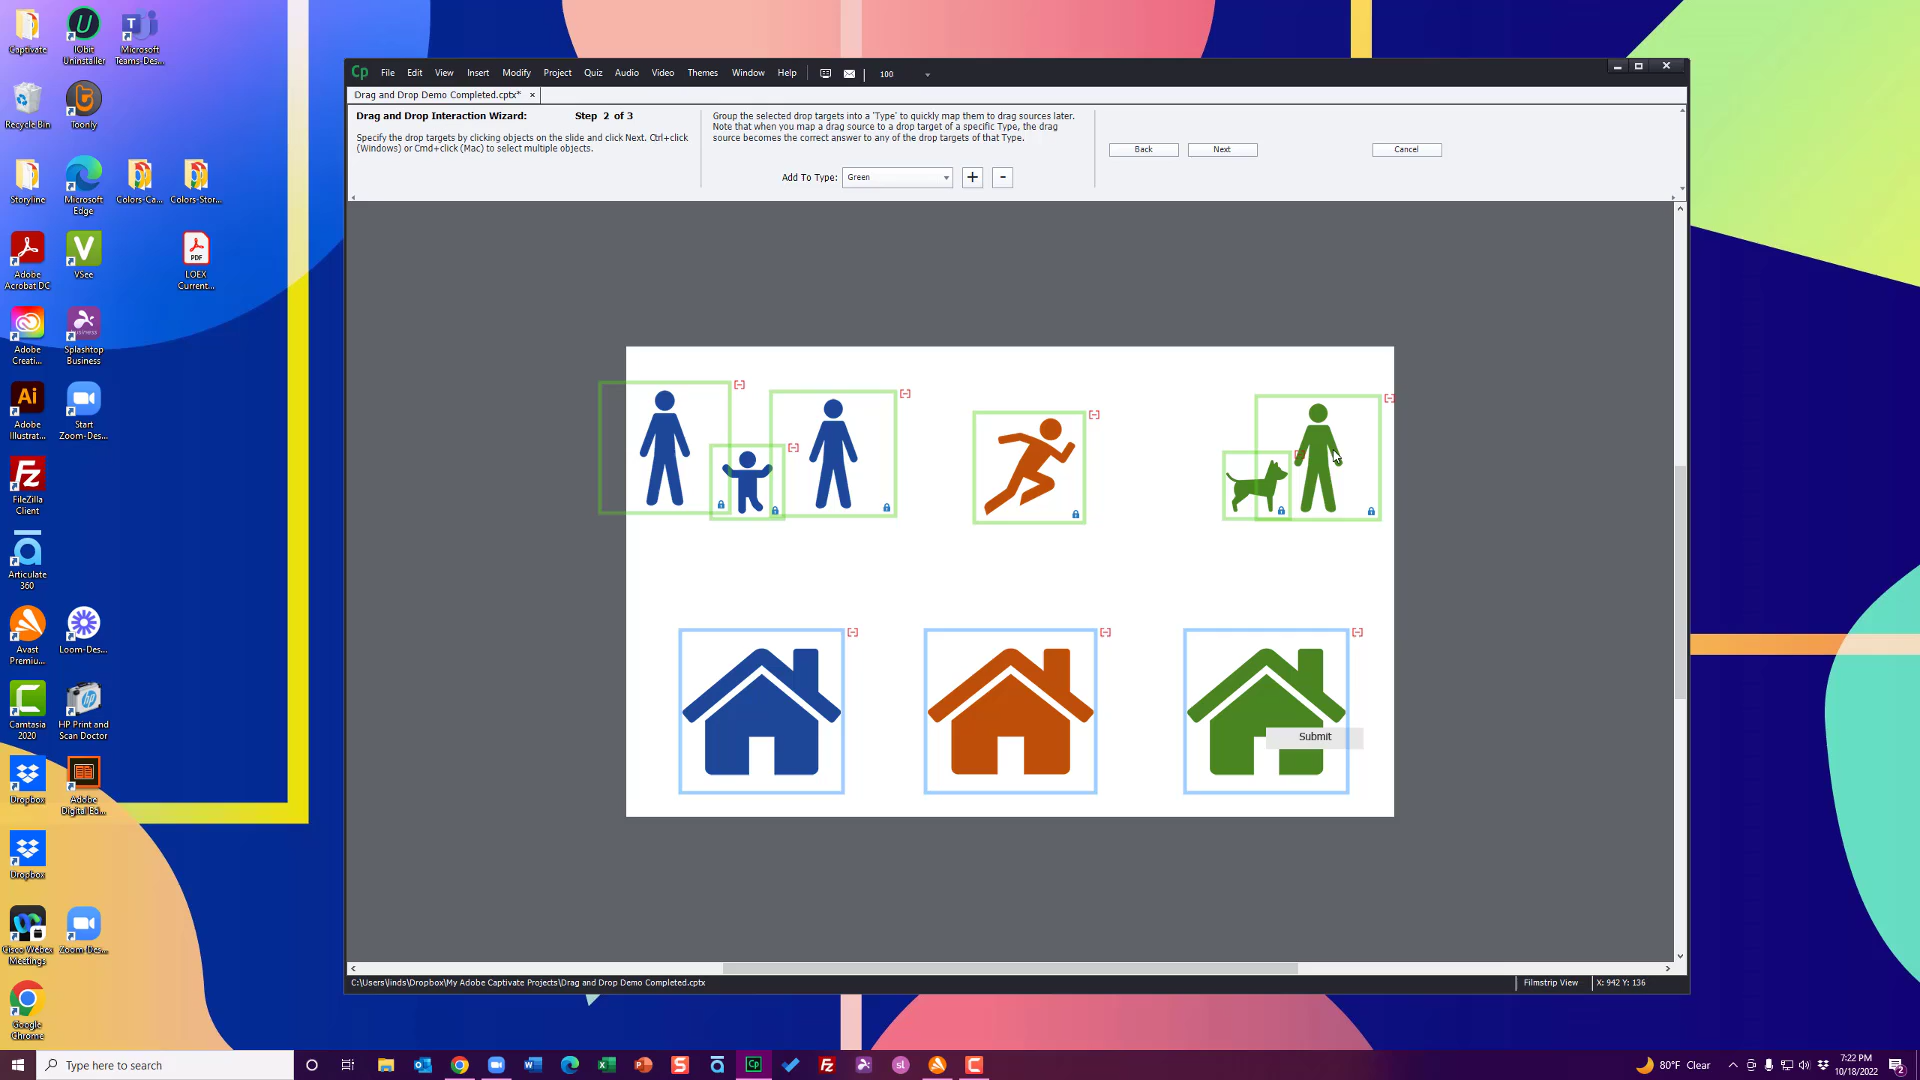 Captivate
IObit
Uninstaller
Microsoft
Teams-Des...
Recycle Bin
Toonly
Storyline
Microsoft
Edge
Colors-Ca...
Colors-Stor...
Adobe
Acrobat DC
VSee
PDF
LOEX
Current...
Adobe
Creati...
Splashtop
Business
Ai
Adobe
Illustrat...
Start
Zoom-Des...
FileZilla
Client
Articulate
360
Avast
Premiu...
Loom-Des...
Camtasia
2020
HP Print and
Scan Doctor
Dropbox
Adobe
Digital Ed...
Dropbox
Cisco Webex
Meetings
Zoom-Des...
Google
Chrome
Cp File Edit View Insert Modify Project Quiz Audio Video Themes Window Help 100
Drag and Drop Demo Completed.cptx*
Drag and Drop Interaction Wizard: Step 2 of 3
Specify the drop targets by clicking objects on the slide and click Next. Ctrl+click
(Windows) or Cmd+click (Mac) to select multiple objects.
Group the selected drop targets into a 'Type' to quickly map them to drag sources later.
Note that when you map a drag source to a drop target of a specific Type, the drag
source becomes the correct answer to any of the drop targets of that Type.
Add To Type: Green + -
Back Next Cancel
Submit
C:\Users\linds\Dropbox\My Adobe Captivate Projects\Drag and Drop Demo Completed.cptx
Filmstrip View X: 942 Y: 136
Type here to search
80°F Clear
7:22 PM
10/18/2022
2